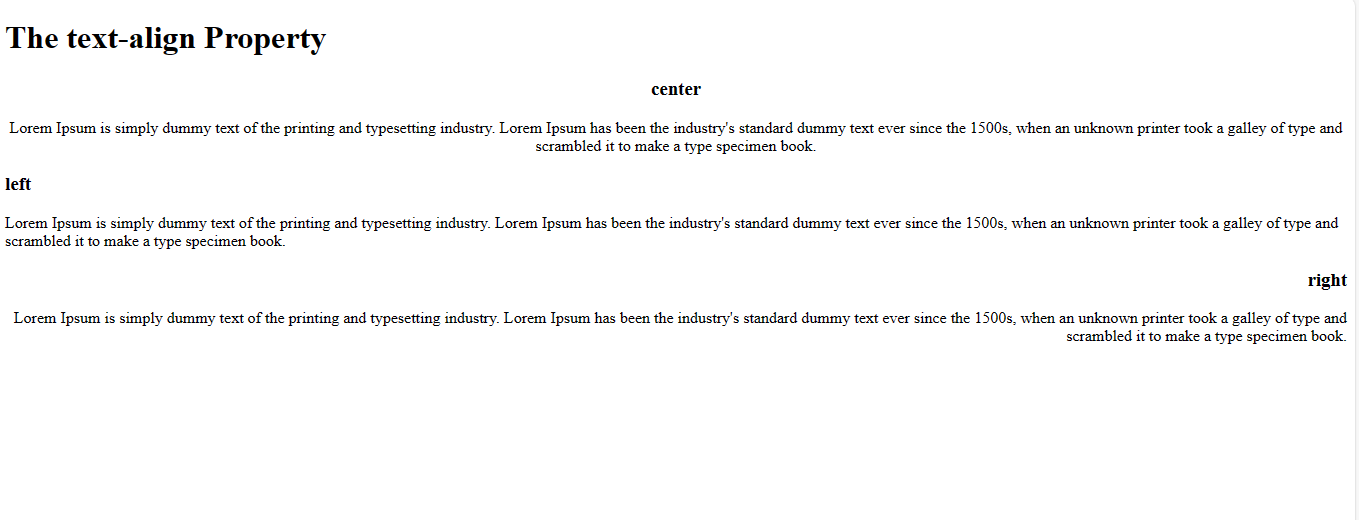 The text-align Property
center
Lorem Ipsum is simply dummy text of the printing and typesetting industry. Lorem Ipsum has been the industry's standard dummy text ever since the 1500s, when an unknown printer took a galley of type and
scrambled it to make a type specimen book.
left
Lorem Ipsum is simply dummy text of the printing and typesetting industry. Lorem Ipsum has been the industry's standard dummy text ever since the 1500s, when an unknown printer took a galley of type and
scrambled it to make a type specimen book.
right
Lorem Ipsum is simply dummy text of the printing and typesetting industry. Lorem Ipsum has been the industry's standard dummy text ever since the 1500s, when an unknown printer took a galley of type and
scrambled it to make a type specimen book.